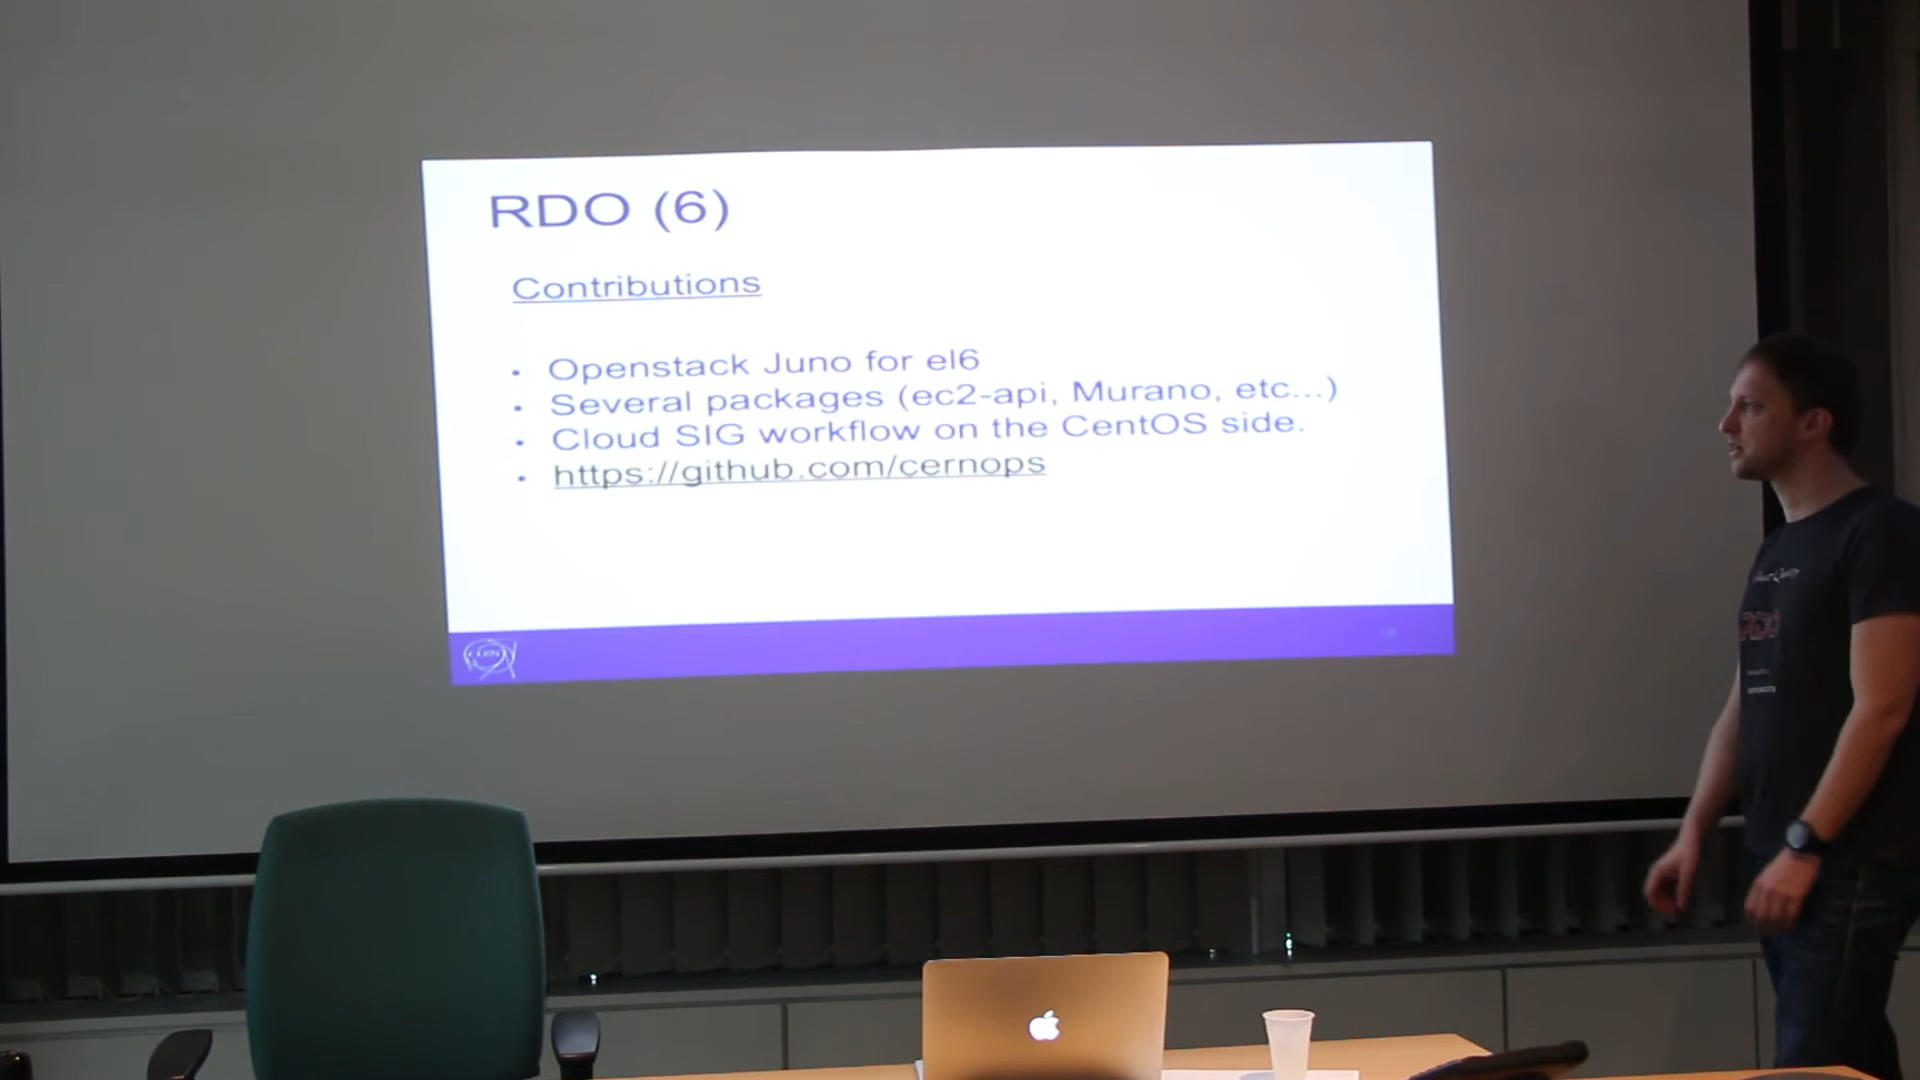 RDO (6)
Contributions
• Openstack Juno for el6
• Several packages (ec2-api, Murano, etc...)
• Cloud SIG workflow on the CentOS side.
• https://github.com/cernops
CERN